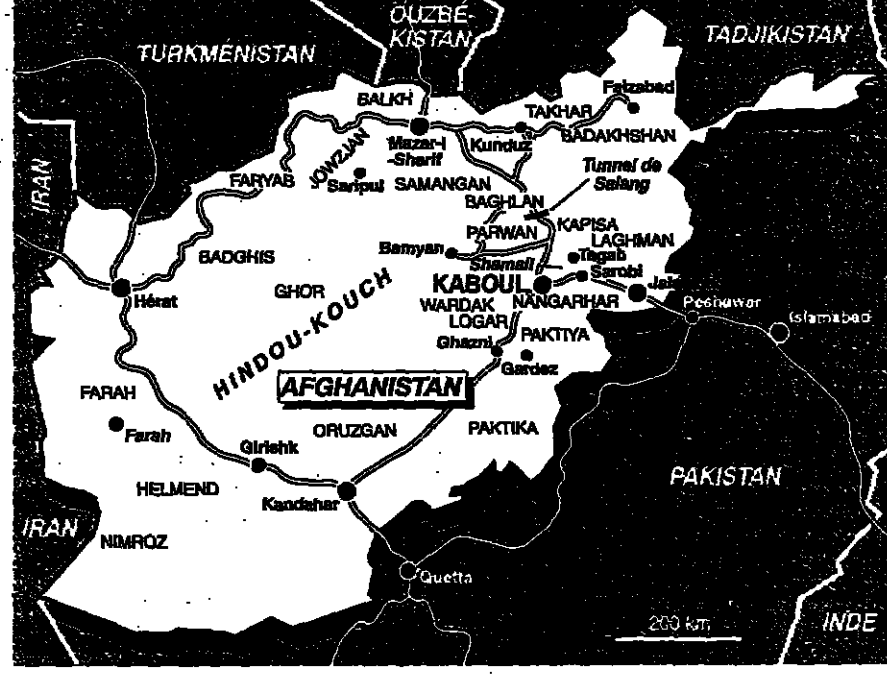 OUZBÉ-
KISTAN
TURKMÉNISTAN
TADJIKISTAN
BALKH
Faizabad
TAKHAR
BADAKHSHAN
Mazar-i
-Sharif
Kunduz
JOWZJAN
Saripul
SAMANGAN
Tunnel de
Salang
IRAN
FARYAB
BAGHLAN
PARWAN
KAPISA
LAGHMAN
BADGHIS
Bamyan
Tagab
Shamali
Sarobi
KABOUL
Hérat
GHOR
WARDAK
NANGARHAR
LOGAR
Peshawar
Islamabad
HINDOU-KOUCH
Ghazni
PAKTIYA
Gardez
AFGHANISTAN
FARAH
Farah
ORUZGAN
PAKTIKA
Girishk
HELMEND
Kandahar
PAKISTAN
IRAN
NIMROZ
Quetta
200 km
INDE